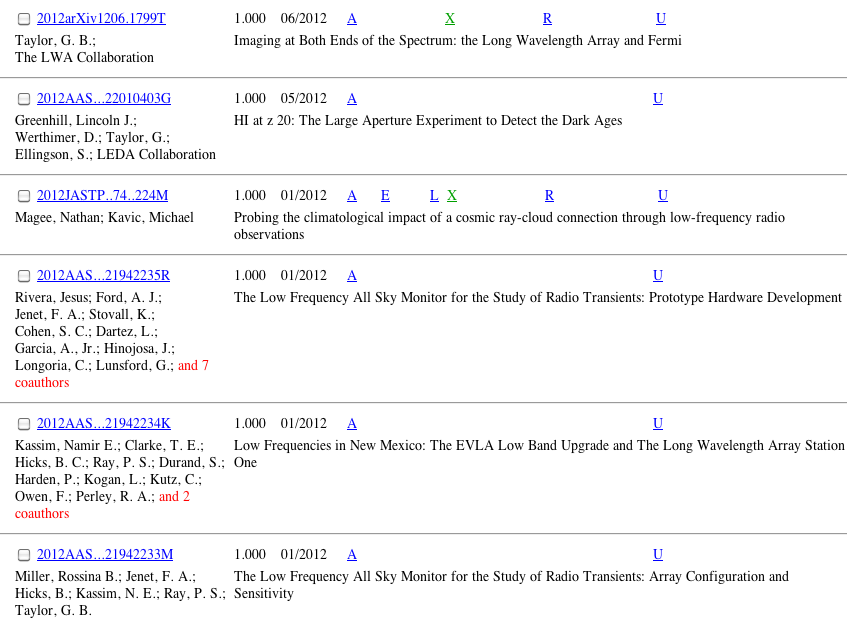 2012arXiv1206.1799T 1.000 06/2012 A X R U
Taylor, G. B.; Imaging at Both Ends of the Spectrum: the Long Wavelength Array and Fermi
The LWA Collaboration
2012AAS...22010403G 1.000 05/2012 A U
Greenhill, Lincoln J.; HI at z 20: The Large Aperture Experiment to Detect the Dark Ages
Werthimer, D.; Taylor, G.;
Ellingson, S.; LEDA Collaboration
2012JASTP..74..224M 1.000 01/2012 A E L X R U
Magee, Nathan; Kavic, Michael Probing the climatological impact of a cosmic ray-cloud connection through low-frequency radio
observations
2012AAS...21942235R 1.000 01/2012 A U
Rivera, Jesus; Ford, A. J.; The Low Frequency All Sky Monitor for the Study of Radio Transients: Prototype Hardware Development
Jenet, F. A.; Stovall, K.;
Cohen, S. C.; Dartez, L.;
Garcia, A., Jr.; Hinojosa, J.;
Longoria, C.; Lunsford, G.; and 7
coauthors
2012AAS...21942234K 1.000 01/2012 A U
Kassim, Namir E.; Clarke, T. E.; Low Frequencies in New Mexico: The EVLA Low Band Upgrade and The Long Wavelength Array Station
Hicks, B. C.; Ray, P. S.; Durand, S.; One
Harden, P.; Kogan, L.; Kutz, C.;
Owen, F.; Perley, R. A.; and 2
coauthors
2012AAS...21942233M 1.000 01/2012 A U
Miller, Rossina B.; Jenet, F. A.; The Low Frequency All Sky Monitor for the Study of Radio Transients: Array Configuration and
Hicks, B.; Kassim, N. E.; Ray, P. S.; Sensitivity
Taylor, G. B.